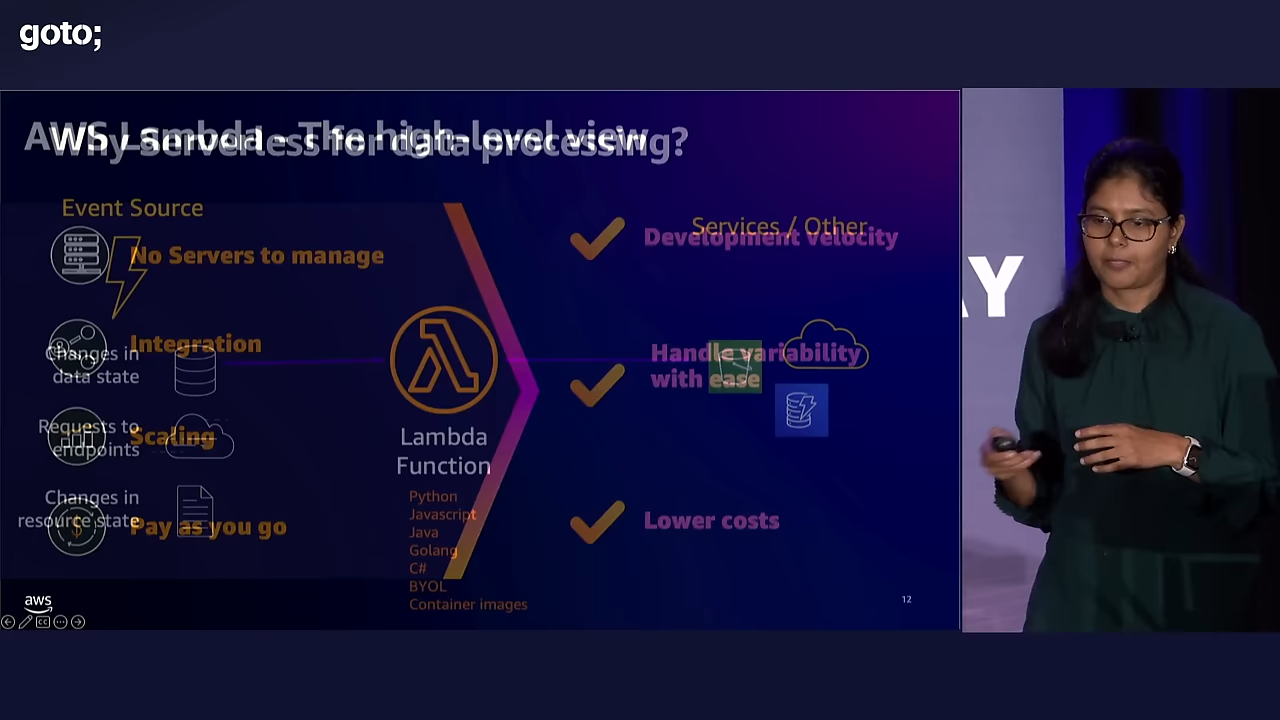 goto;
AWS Lambda - The high-level view
Why Serverless for data processing?
Event Source
No Servers to manage
Integration
Changes in
data state
Scaling
Requests to
endpoints
Changes in
resource state
Pay as you go
Lambda
Function
Python
Javascript
Java
Golang
C#
BYOL
Container images
Services / Other
Development velocity
Handle variability
with ease
Lower costs
aws
12
CC
AY